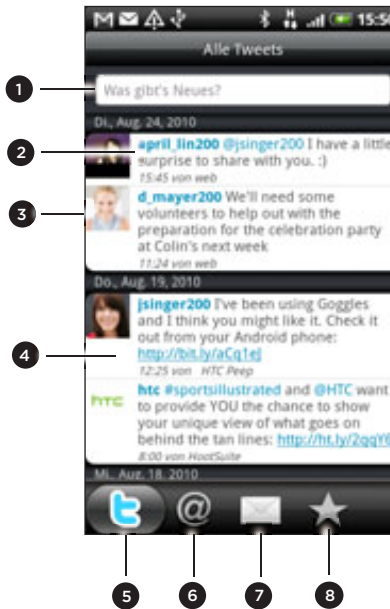 15:50
Alle Tweets
1
Was gibt's Neues?
Di., Aug. 24, 2010
2
april_lin200 @jsinger200 I have a little
surprise to share with you. :)
15:45 von web
3
d_mayer200 We'll need some
volunteers to help out with the
preparation for the celebration party
at Colin's next week
11:24 von web
Do., Aug. 19, 2010
jsinger200 I've been using Goggles
and I think you might like it. Check it
out from your Android phone:
4
http://bit.ly/aCq1eJ
12:25 von HTC Peep
htc
htc #sportsillustrated and @HTC want
to provide YOU the chance to show
your unique view of what goes on
behind the tan lines: http://ht.ly/2qqY6
8:00 von HootSuite
Mi., Aug. 18, 2010
@
5
6
7
8